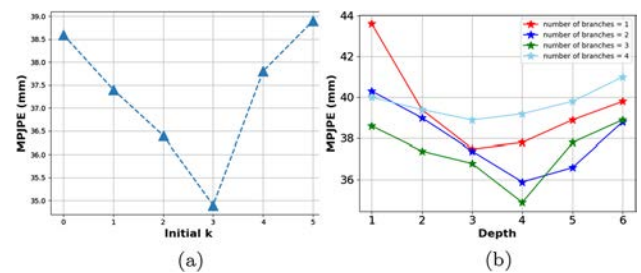 39.0
38.5
38.0
37.5
37.0
36.5
36.0
35.5
35.0
MPJPE (mm)
0 1 2 3 4 5
Initial k
(a)
44
42
40
38
36
MPJPE (mm)
number of branches = 1
number of branches = 2
number of branches = 3
number of branches = 4
1 2 3 4 5 6
Depth
(b)